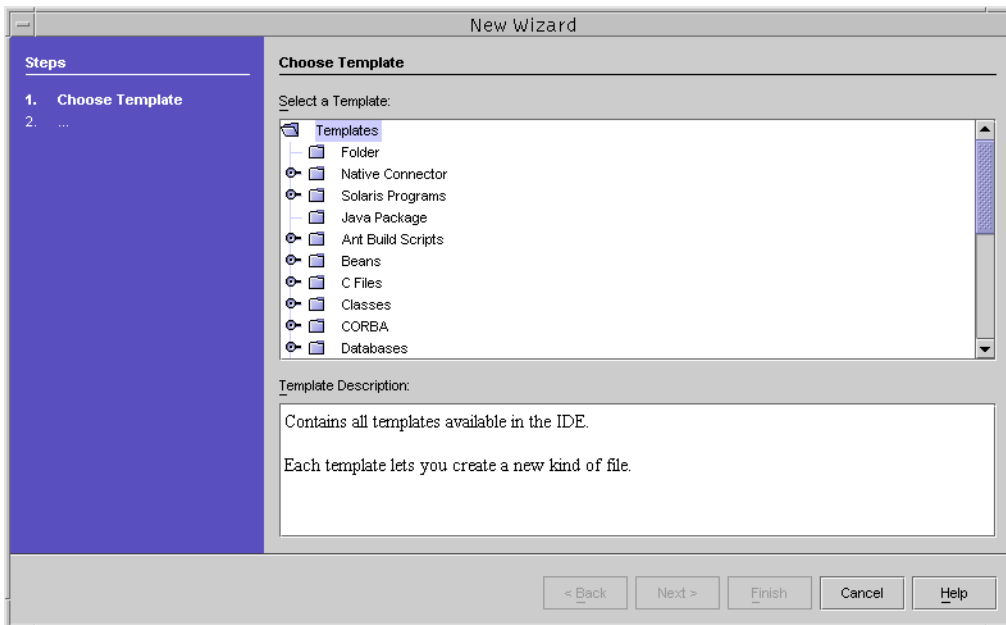 New Wizard
Steps
1. Choose Template
2. ...
Choose Template
Select a Template:
Templates
Folder
Native Connector
Solaris Programs
Java Package
Ant Build Scripts
Beans
C Files
Classes
CORBA
Databases
Template Description:
Contains all templates available in the IDE.
Each template lets you create a new kind of file.
< Back
Next >
Finish
Cancel
Help